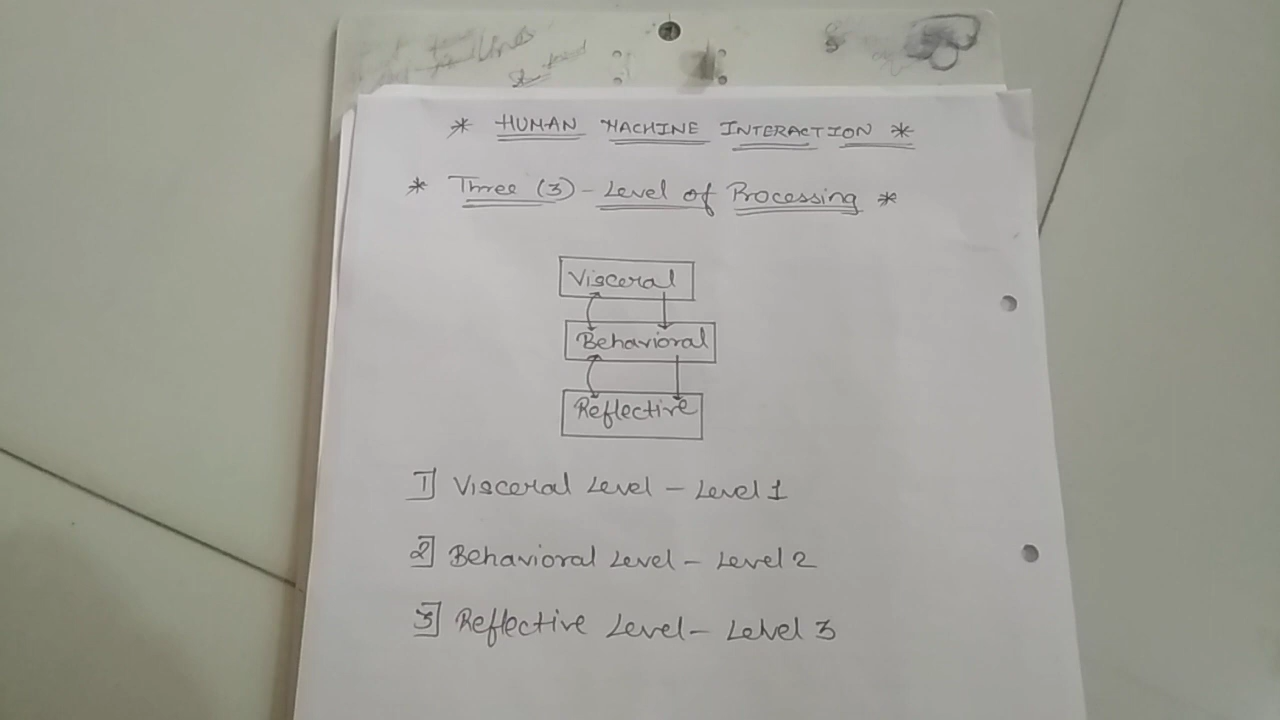 Lines
* HUMAN MACHINE INTERACTION *
* Three (3) - Level of Processing *
Visceral
Behavioral
Reflective
1] Visceral Level - Level 1
2] Behavioral Level - Level 2
3] Reflective Level - Level 3